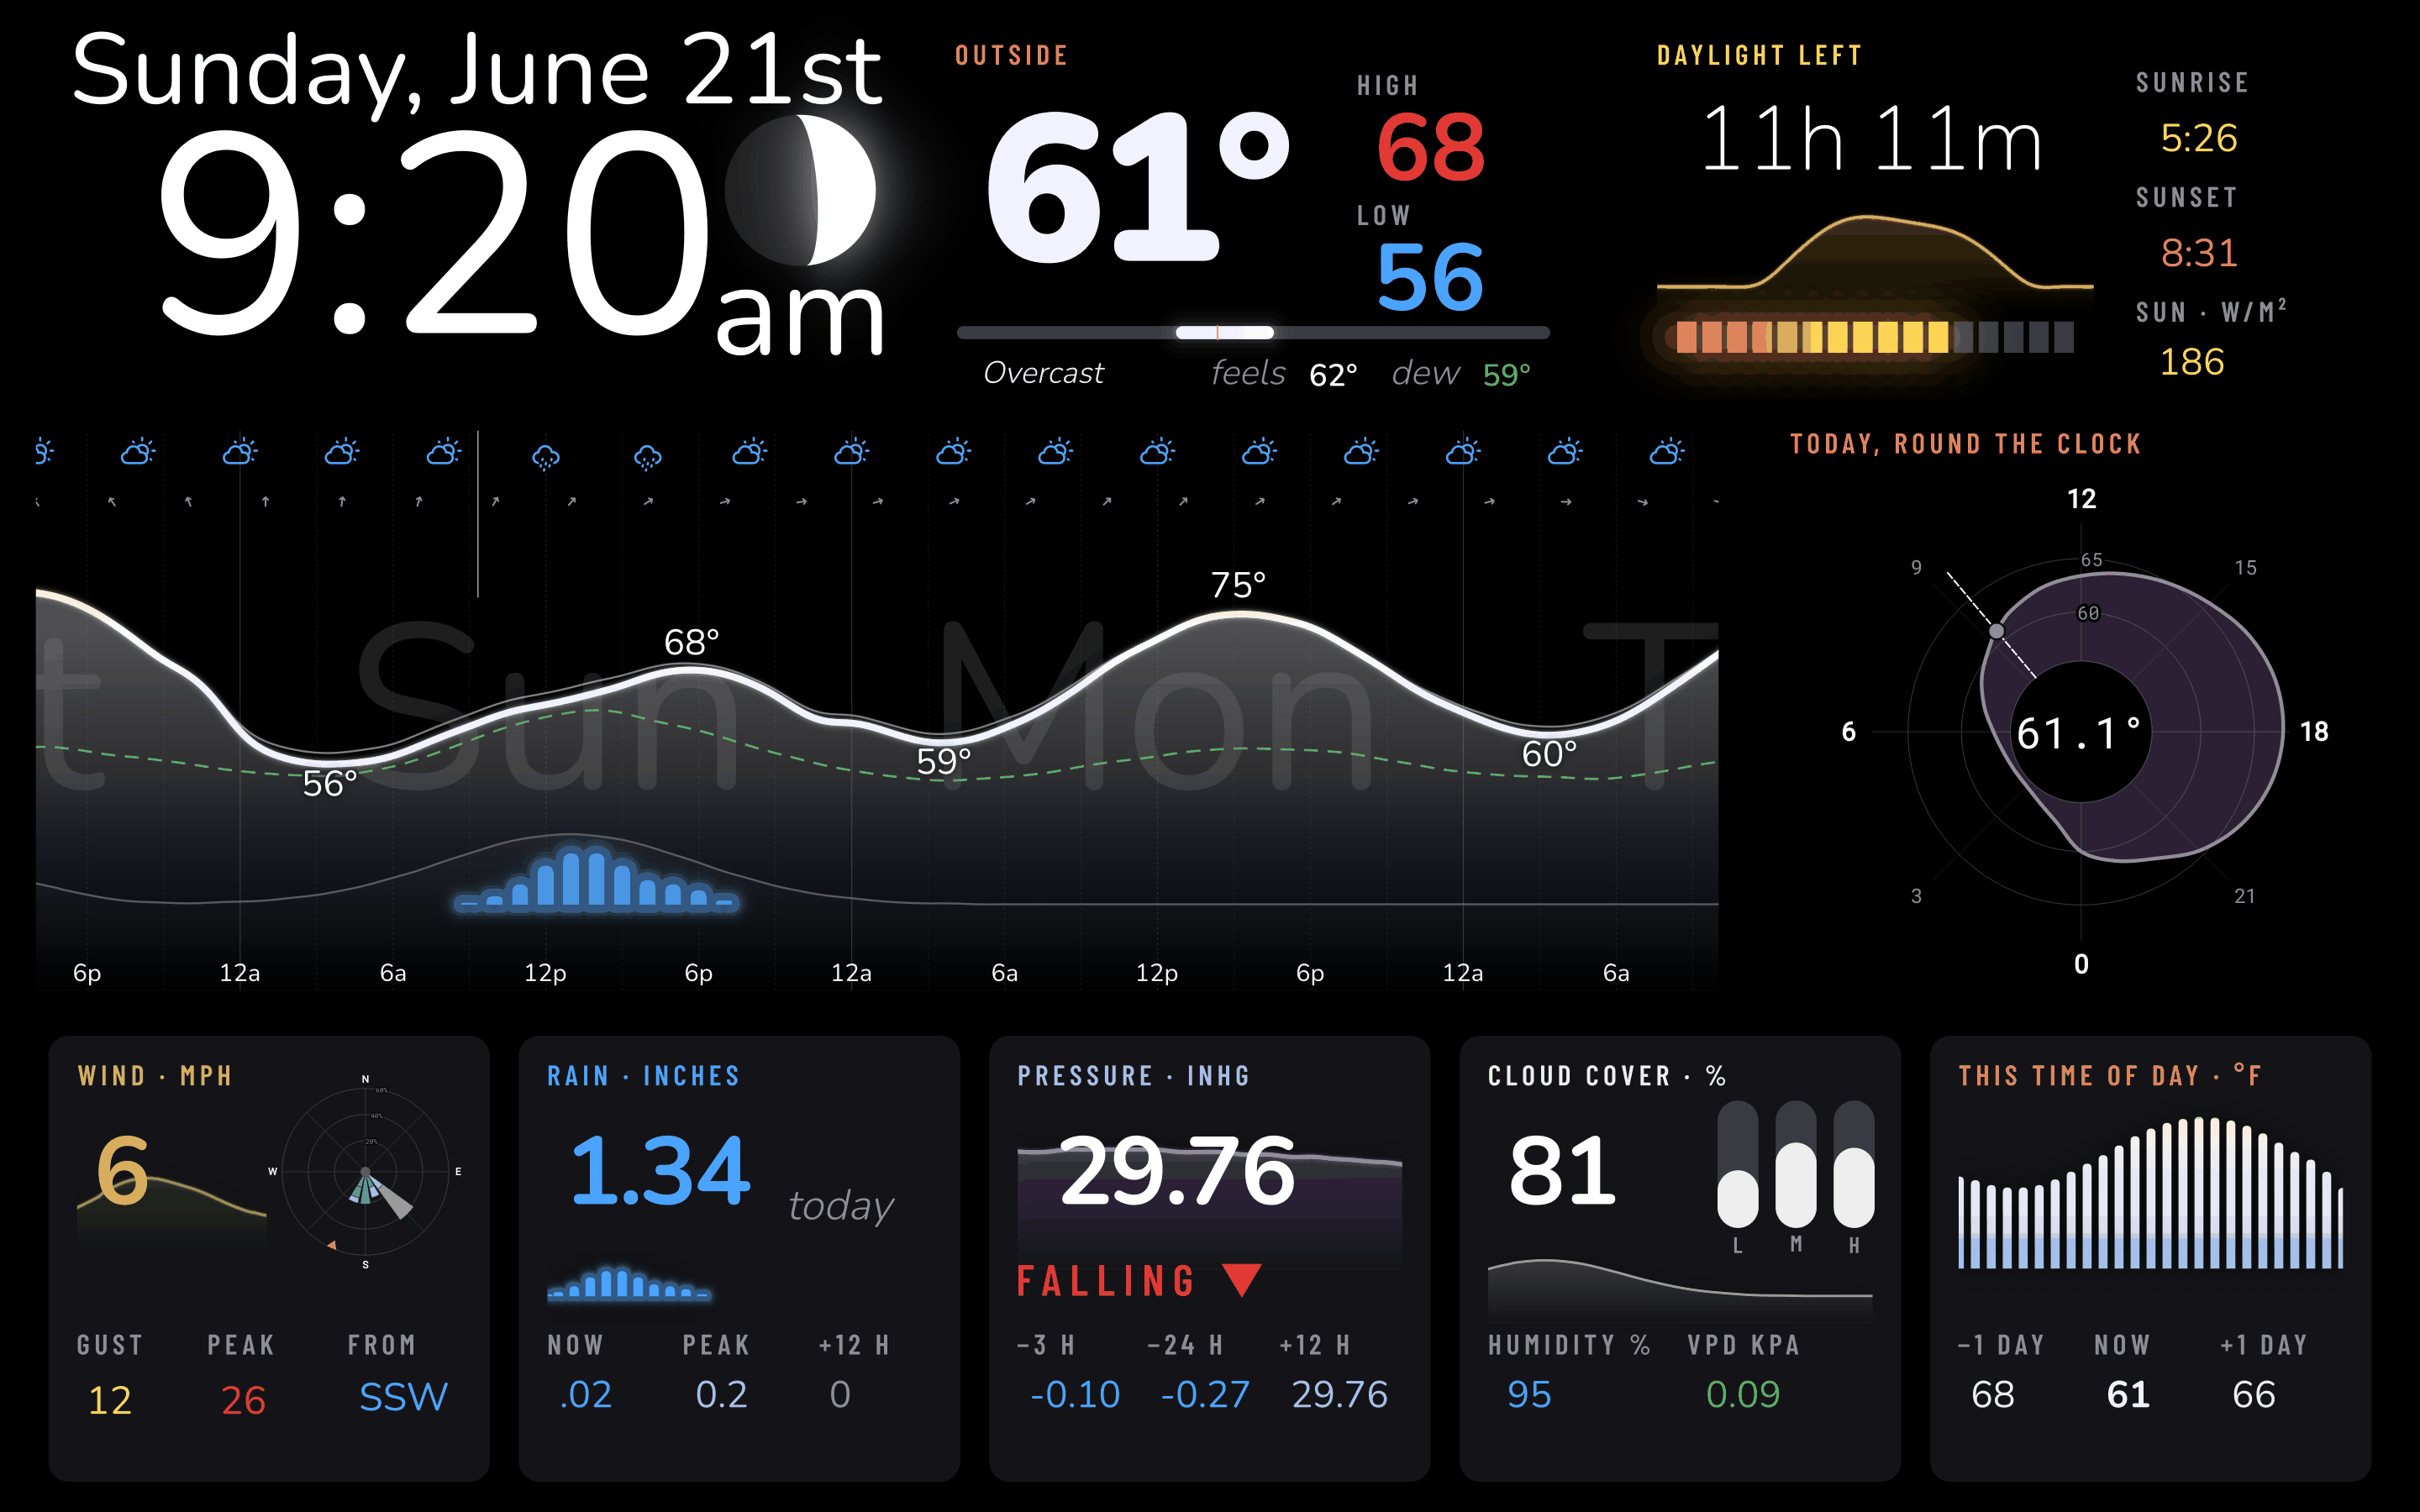 Sunday, June 21st
9:20 am
OUTSIDE
61°
HIGH
68
LOW
56
Overcast feels 62° dew 59°
DAYLIGHT LEFT
11h 11m
SUNRISE
5:26
SUNSET
8:31
SUN · W/M²
186
t Sun Mon T
56° 68° 59° 75° 60°
6p 12a 6a 12p 6p 12a 6a 12p 6p 12a 6a
TODAY, ROUND THE CLOCK
12
9 65 15
60
6 61.1° 18
3 21
0
WIND · MPH
6
N
60%
40%
20%
W E
S
GUST PEAK FROM
12 26 SSW
RAIN · INCHES
1.34 today
NOW PEAK +12 H
.02 0.2 0
PRESSURE · INHG
29.76
FALLING
−3 H −24 H +12 H
-0.10 -0.27 29.76
CLOUD COVER · %
81
L M H
HUMIDITY % VPD KPA
95 0.09
THIS TIME OF DAY · °F
−1 DAY NOW +1 DAY
68 61 66